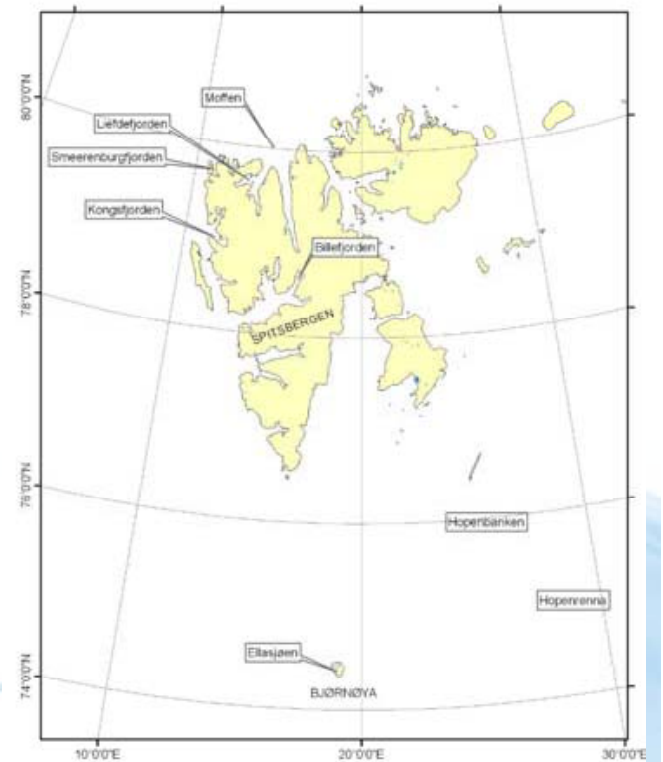 80°0'0"N
Moffen
Liefdefjorden
Smeerenburgfjorden
Kongsfjorden
Billefjorden
78°0'0"N
SPITSBERGEN
76°0'0"N
Hopenbanken
Hopenrenna
Ellasjøen
74°0'0"N
BJØRNØYA
10°0'0"E
20°0'0"E
30°0'0"E